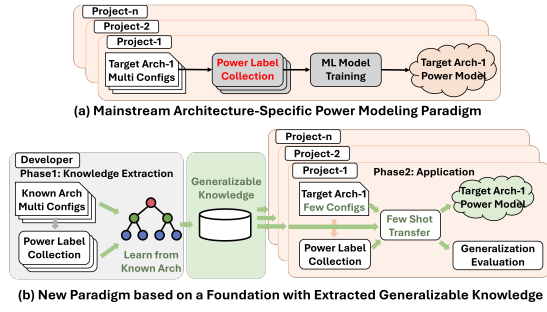 Project-n
Project-2
Project-1
Target Arch-1
Multi Configs
Power Label
Collection
ML Model
Training
Target Arch-1
Power Model
(a) Mainstream Architecture-Specific Power Modeling Paradigm
Developer
Phase1: Knowledge Extraction
Known Arch
Multi Configs
Power Label
Collection
Learn from
Known Arch
Generalizable
Knowledge
Project-n
Project-2
Project-1
Phase2: Application
Target Arch-1
Few Configs
Power Label
Collection
Few Shot
Transfer
Target Arch-1
Power Model
Generalization
Evaluation
(b) New Paradigm based on a Foundation with Extracted Generalizable Knowledge